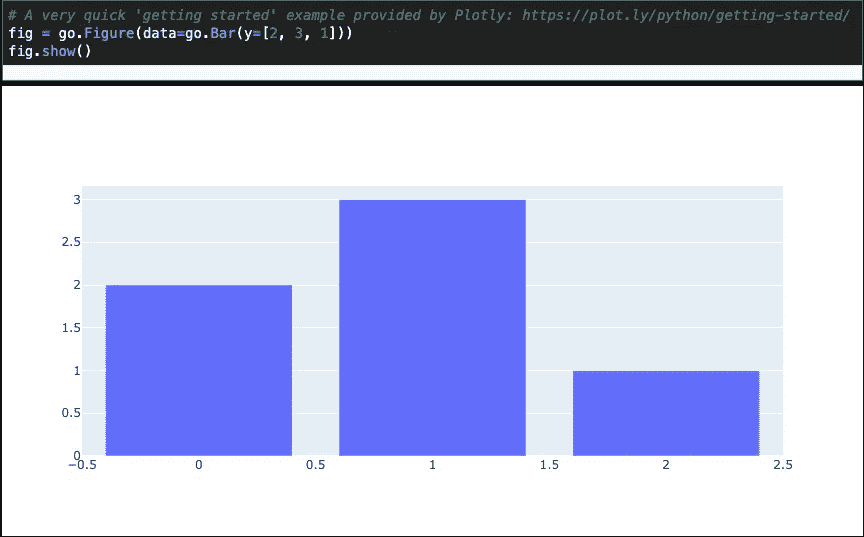 # A very quick 'getting started' example provided by Plotly: https://plot.ly/python/getting-started/
fig = go.Figure(data=go.Bar(y=[2, 3, 1]))
fig.show()
3
2.5
2
1.5
1
0.5
0
−0.5 0 0.5 1 1.5 2 2.5